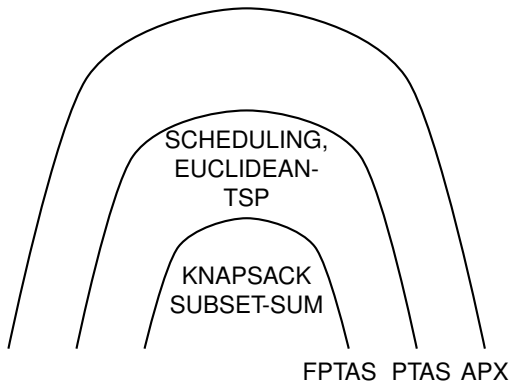 SCHEDULING,
EUCLIDEAN-
TSP
KNAPSACK
SUBSET-SUM
FPTAS PTAS APX